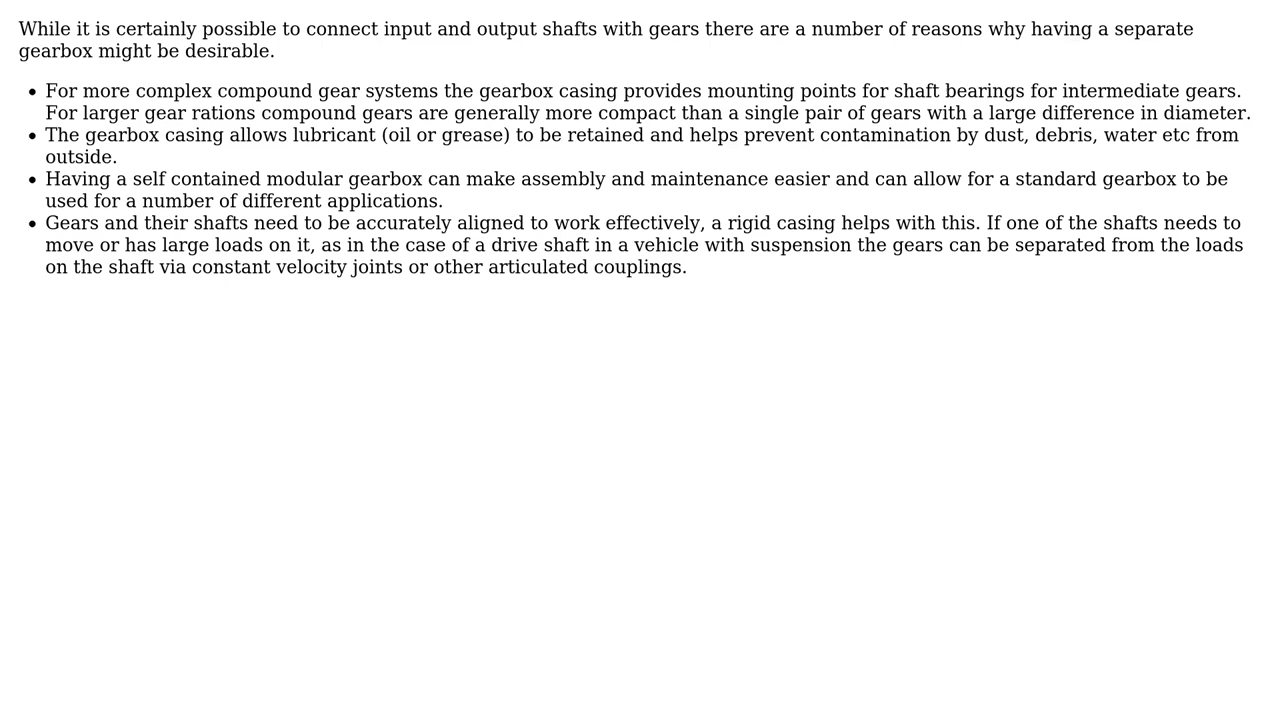 While it is certainly possible to connect input and output shafts with gears there are a number of reasons why having a separate
gearbox might be desirable.
• For more complex compound gear systems the gearbox casing provides mounting points for shaft bearings for intermediate gears.
For larger gear rations compound gears are generally more compact than a single pair of gears with a large difference in diameter.
• The gearbox casing allows lubricant (oil or grease) to be retained and helps prevent contamination by dust, debris, water etc from
outside.
• Having a self contained modular gearbox can make assembly and maintenance easier and can allow for a standard gearbox to be
used for a number of different applications.
• Gears and their shafts need to be accurately aligned to work effectively, a rigid casing helps with this. If one of the shafts needs to
move or has large loads on it, as in the case of a drive shaft in a vehicle with suspension the gears can be separated from the loads
on the shaft via constant velocity joints or other articulated couplings.